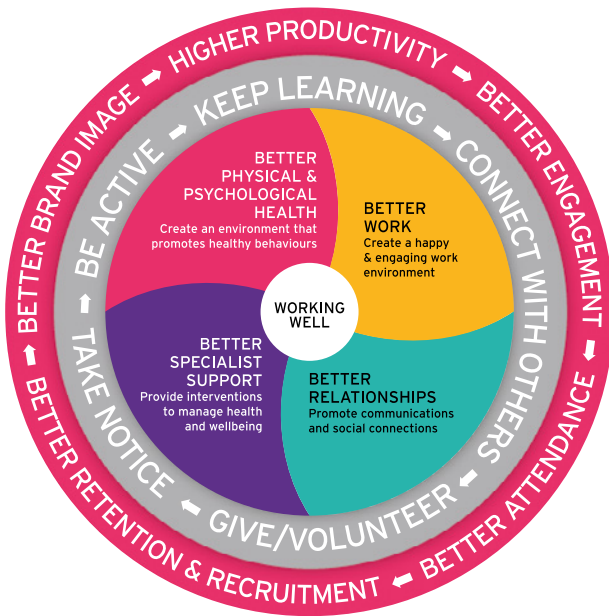 HIGHER PRODUCTIVITY
BETTER ENGAGEMENT
BETTER ATTENDANCE
BETTER RETENTION & RECRUITMENT
BETTER BRAND IMAGE
KEEP LEARNING
CONNECT WITH OTHERS
GIVE/VOLUNTEER
TAKE NOTICE
BE ACTIVE
BETTER
PHYSICAL &
PSYCHOLOGICAL
HEALTH
Create an environment that
promotes healthy behaviours
BETTER
WORK
Create a happy
& engaging work
environment
WORKING
WELL
BETTER
SPECIALIST
SUPPORT
Provide interventions
to manage health
and wellbeing
BETTER
RELATIONSHIPS
Promote communications
and social connections